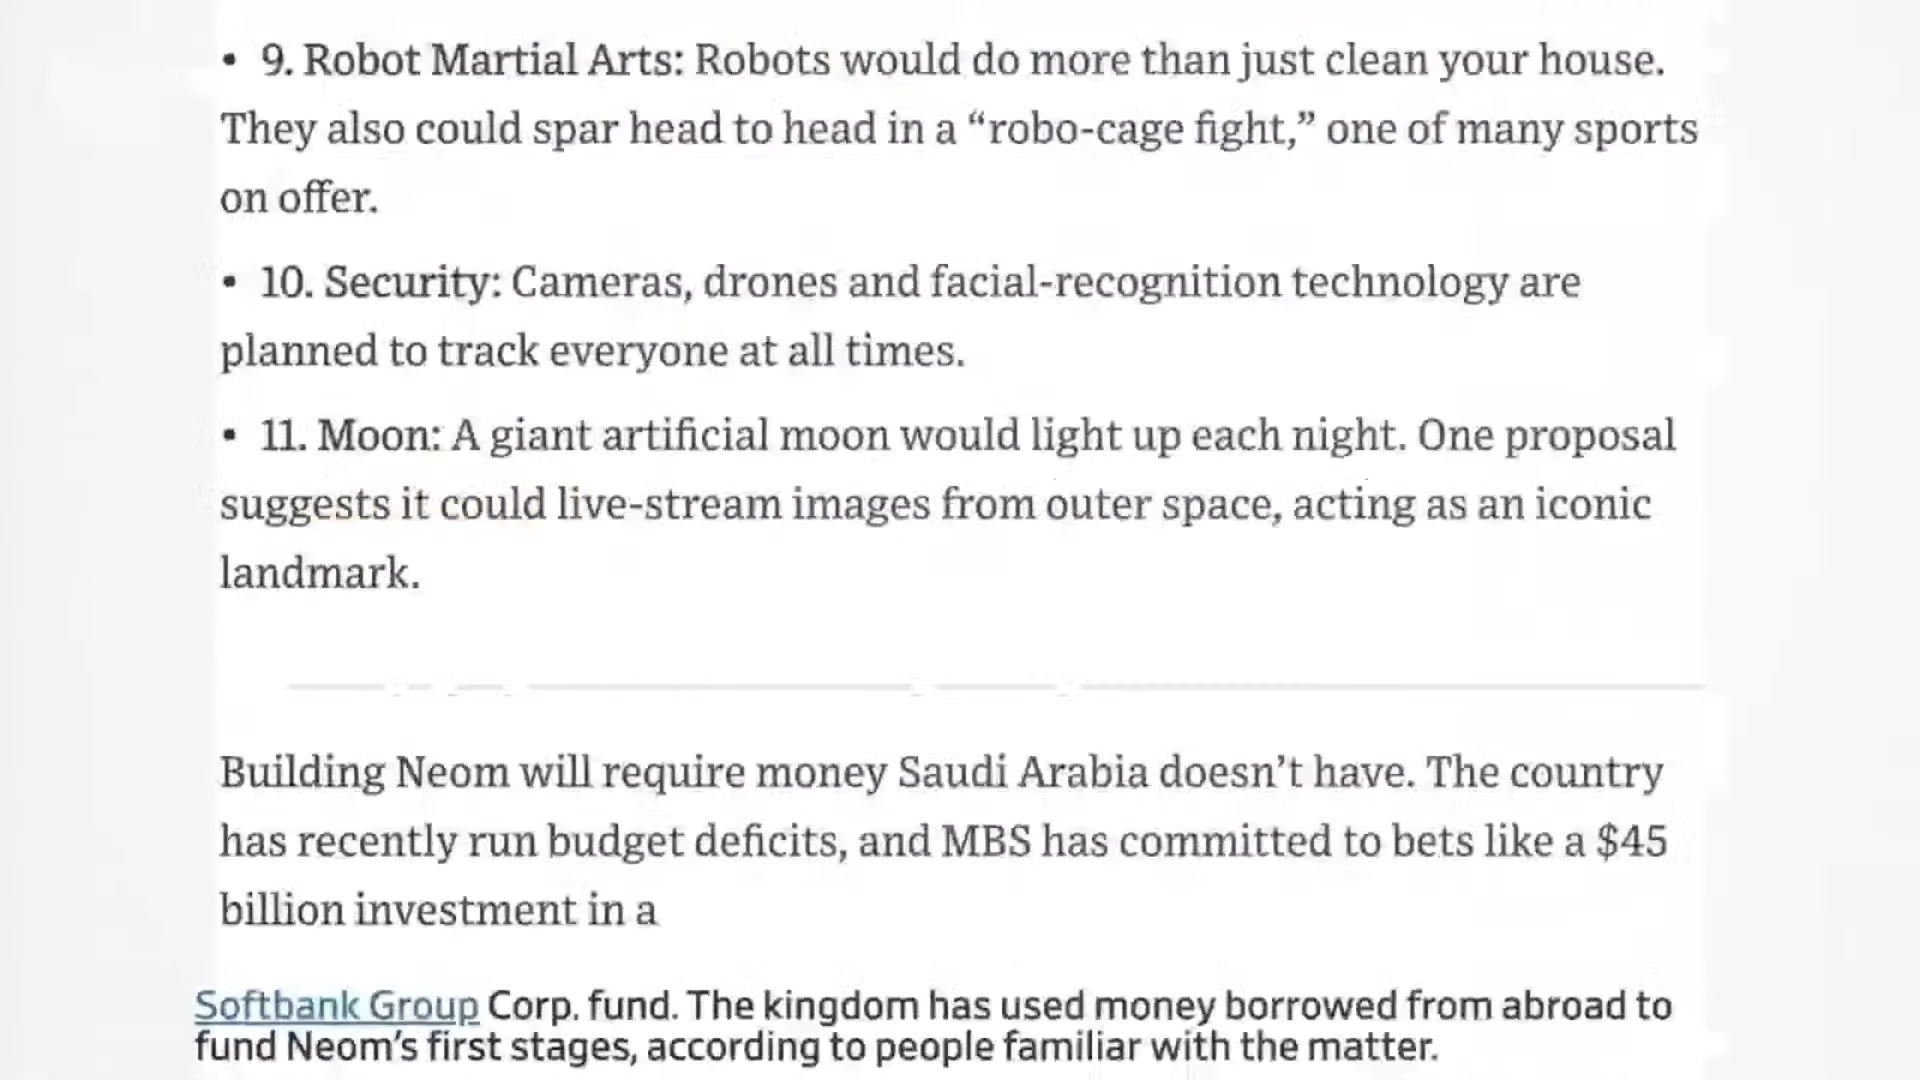 • 9. Robot Martial Arts: Robots would do more than just clean your house.
They also could spar head to head in a “robo-cage fight,” one of many sports
on offer.
• 10. Security: Cameras, drones and facial-recognition technology are
planned to track everyone at all times.
• 11. Moon: A giant artificial moon would light up each night. One proposal
suggests it could live-stream images from outer space, acting as an iconic
landmark.
Building Neom will require money Saudi Arabia doesn’t have. The country
has recently run budget deficits, and MBS has committed to bets like a $45
billion investment in a
Softbank Group Corp. fund. The kingdom has used money borrowed from abroad to
fund Neom’s first stages, according to people familiar with the matter.